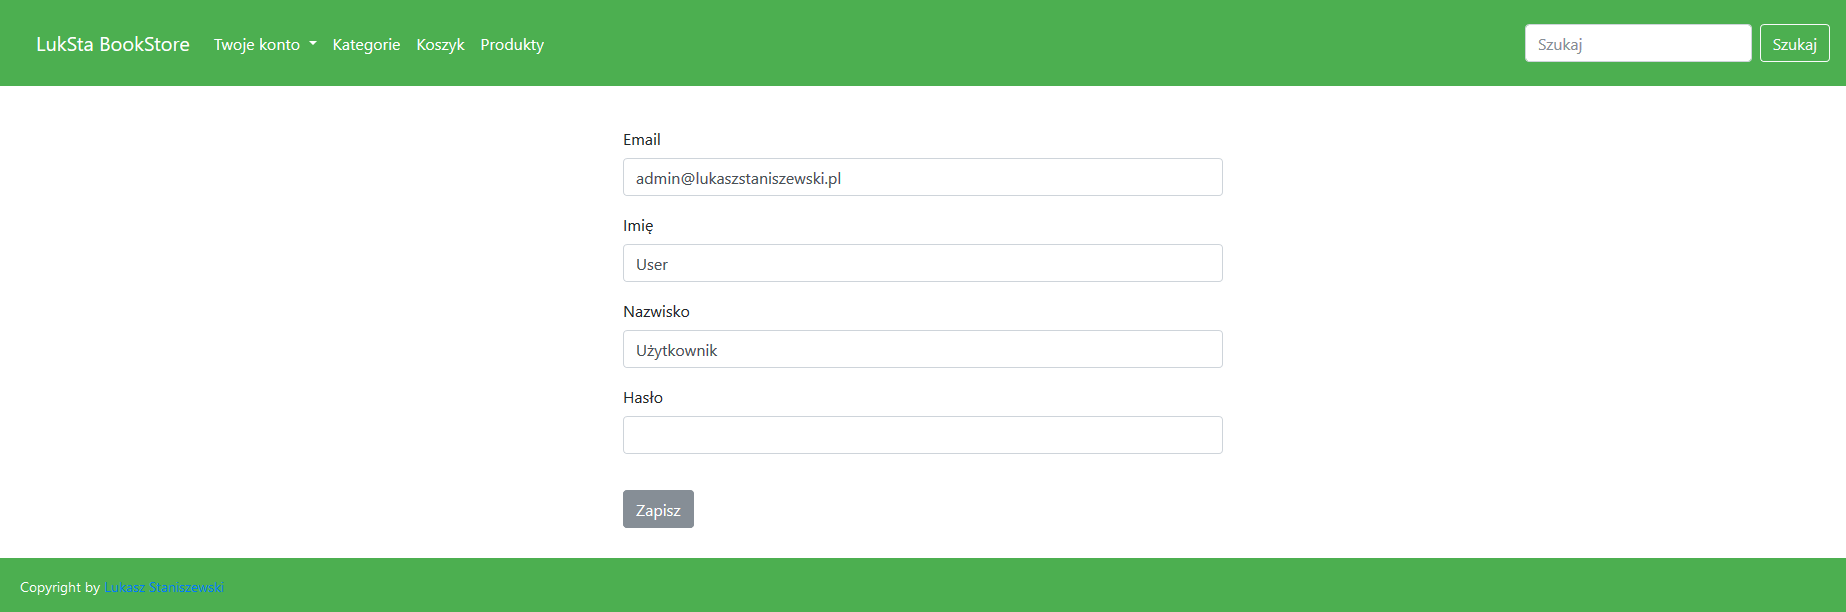 LukSta BookStore Twoje konto Kategorie Koszyk Produkty Szukaj Szukaj
Email
admin@lukaszstaniszewski.pl
Imię
User
Nazwisko
Użytkownik
Hasło
Zapisz
Copyright by Lukasz Staniszewski